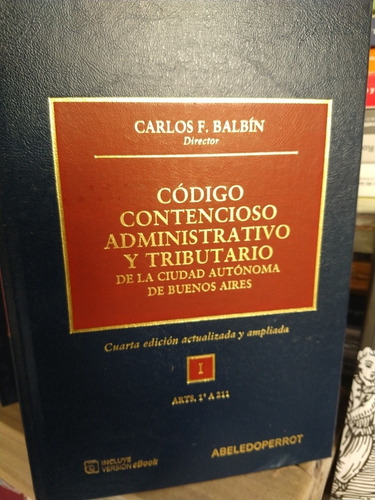 CARLOS F. BALBÍN
Director
CÓDIGO
CONTENCIOSO
ADMINISTRATIVO
Y TRIBUTARIO
DE LA CIUDAD AUTÓNOMA
DE BUENOS AIRES
Cuarta edición actualizada y ampliada
I
ARTS. 1º A 211
INCLUYE
VERSIÓN eBook
ABELEDOPERROT